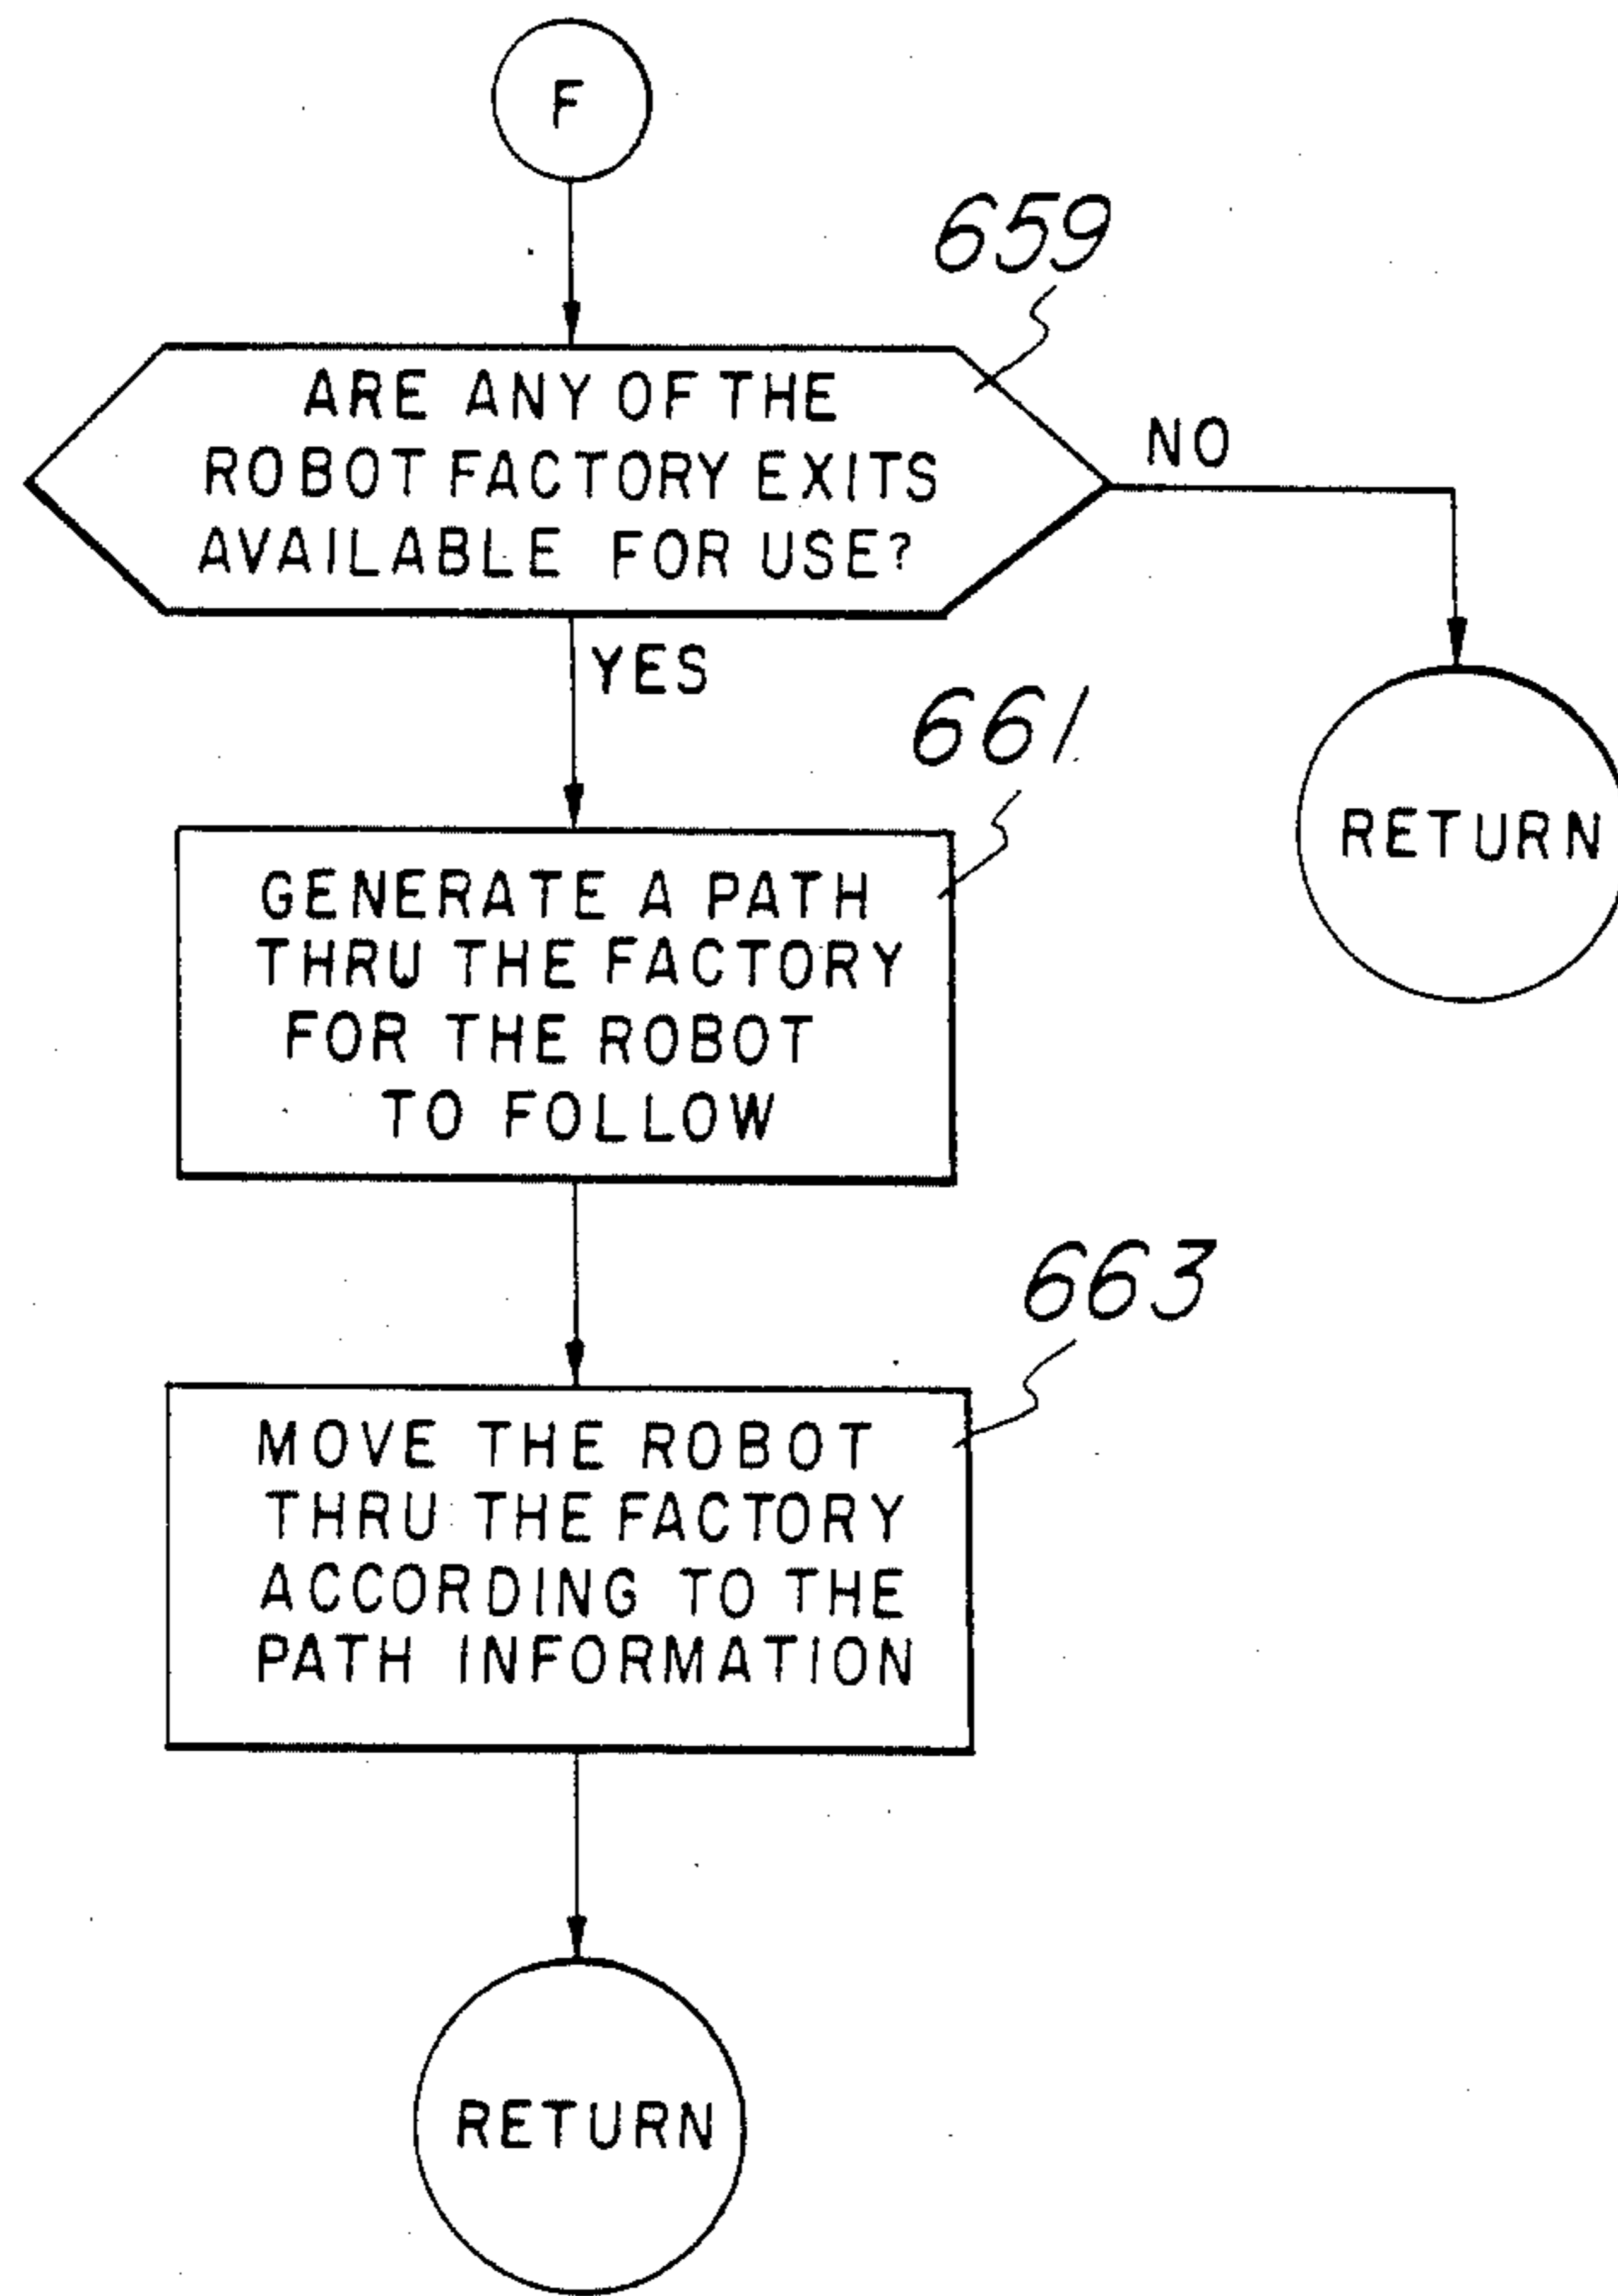 F
659
ARE ANY OF THE
ROBOT FACTORY EXITS
AVAILABLE FOR USE?
NO
YES
RETURN
661
GENERATE A PATH
THRU THE FACTORY
FOR THE ROBOT
TO FOLLOW
663
MOVE THE ROBOT
THRU THE FACTORY
ACCORDING TO THE
PATH INFORMATION
RETURN